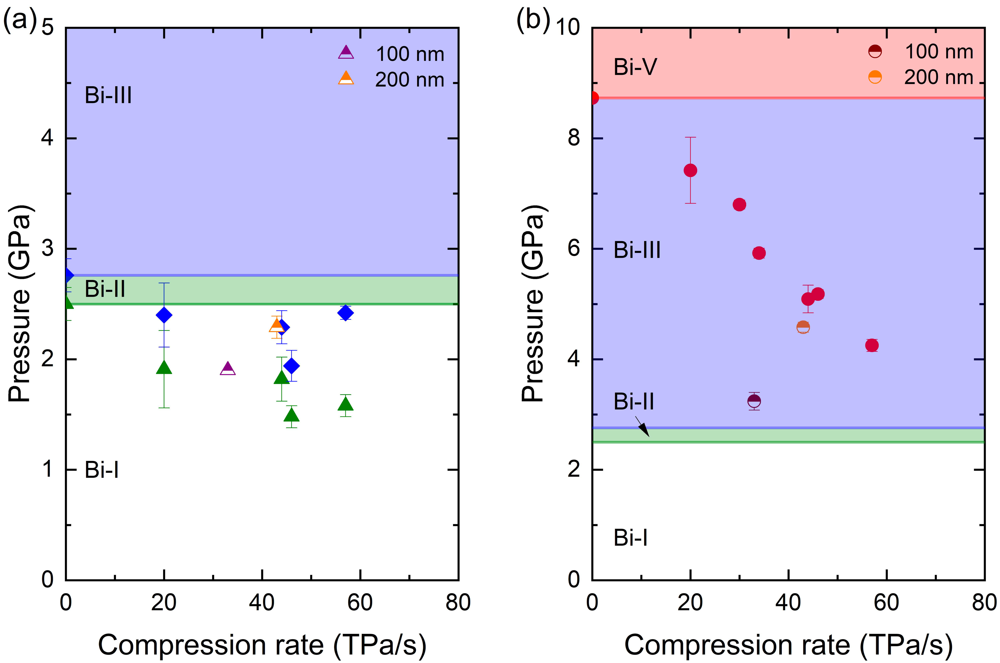 (a)
5
4
3
2
1
0
Pressure (GPa)
100 nm
200 nm
Bi-III
Bi-II
Bi-I
0 20 40 60 80
Compression rate (TPa/s)
(b)
10
8
6
4
2
0
Pressure (GPa)
100 nm
200 nm
Bi-V
Bi-III
Bi-II
Bi-I
0 20 40 60 80
Compression rate (TPa/s)